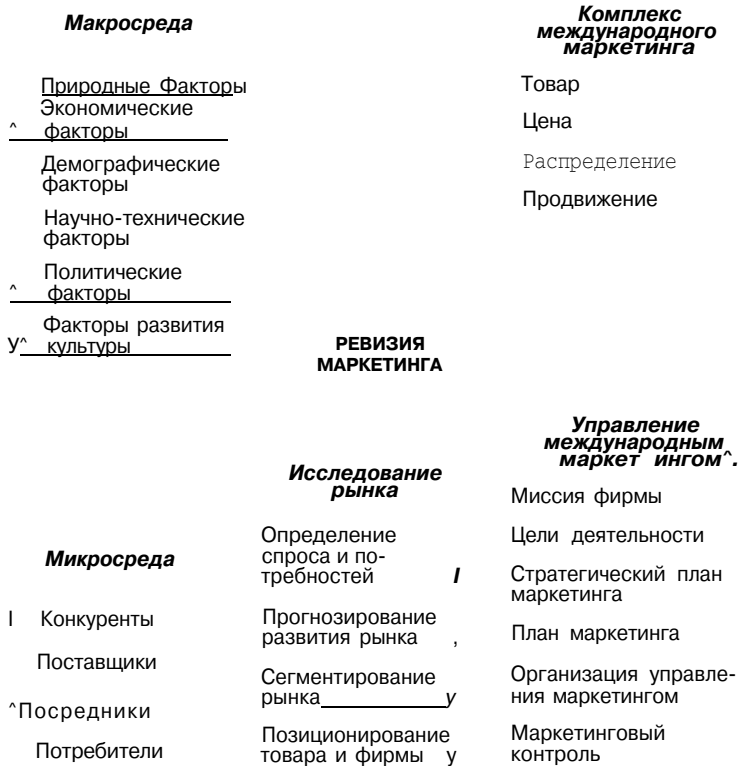 Макросреда
Природные Факторы
Экономические
^ факторы
Демографические
факторы
Научно-технические
факторы
Политические
^ факторы
Факторы развития
У^ культуры
Комплекс
международного
маркетинга
Товар
Цена
Распределение
Продвижение
РЕВИЗИЯ
МАРКЕТИНГА
Микросреда
I Конкуренты
Поставщики
^Посредники
Потребители
Исследование
рынка
Определение
спроса и по-
требностей I
Прогнозирование
развития рынка ,
Сегментирование
рынка у
Позиционирование
товара и фирмы у
Управление
международным
маркет ингом^.
Миссия фирмы
Цели деятельности
Стратегический план
маркетинга
План маркетинга
Организация управле-
ния маркетингом
Маркетинговый
контроль